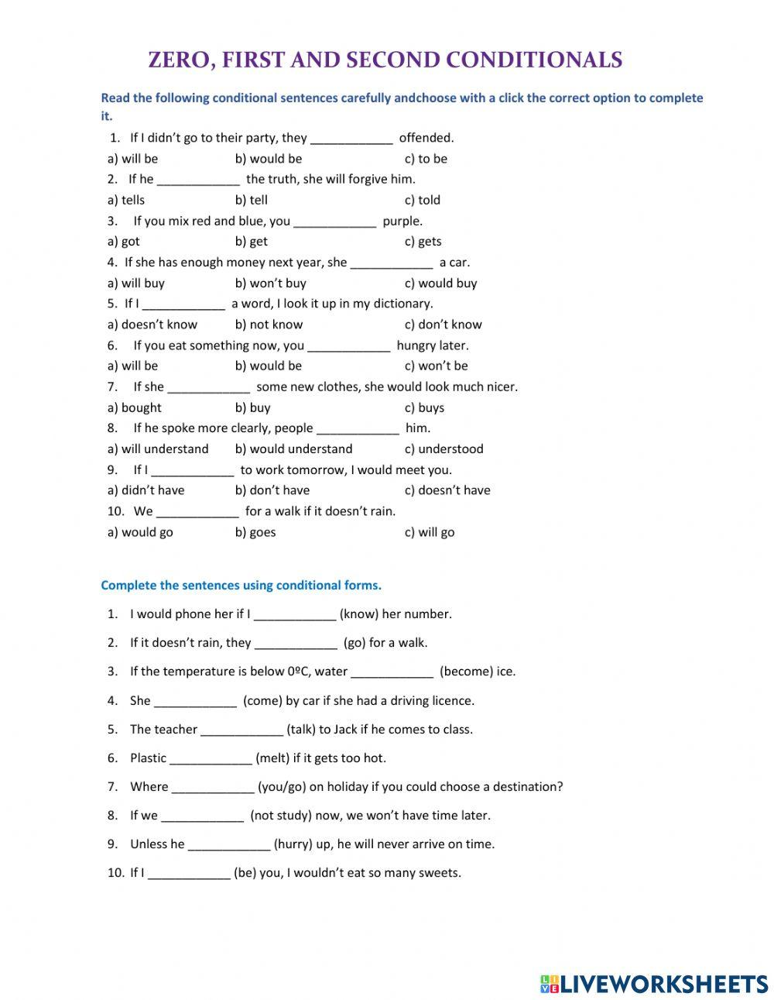 ZERO, FIRST AND SECOND CONDITIONALS
Read the following conditional sentences carefully andchoose with a click the correct option to complete
it.
1. If I didn’t go to their party, they ____________ offended.
a) will be b) would be c) to be
2. If he ____________ the truth, she will forgive him.
a) tells b) tell c) told
3. If you mix red and blue, you ____________ purple.
a) got b) get c) gets
4. If she has enough money next year, she ____________ a car.
a) will buy b) won’t buy c) would buy
5. If I ____________ a word, I look it up in my dictionary.
a) doesn’t know b) not know c) don’t know
6. If you eat something now, you ____________ hungry later.
a) will be b) would be c) won’t be
7. If she ____________ some new clothes, she would look much nicer.
a) bought b) buy c) buys
8. If he spoke more clearly, people ____________ him.
a) will understand b) would understand c) understood
9. If I ____________ to work tomorrow, I would meet you.
a) didn’t have b) don’t have c) doesn’t have
10. We ____________ for a walk if it doesn’t rain.
a) would go b) goes c) will go
Complete the sentences using conditional forms.
1. I would phone her if I ____________ (know) her number.
2. If it doesn’t rain, they ____________ (go) for a walk.
3. If the temperature is below 0ºC, water ____________ (become) ice.
4. She ____________ (come) by car if she had a driving licence.
5. The teacher ____________ (talk) to Jack if he comes to class.
6. Plastic ____________ (melt) if it gets too hot.
7. Where ____________ (you/go) on holiday if you could choose a destination?
8. If we ____________ (not study) now, we won’t have time later.
9. Unless he ____________ (hurry) up, he will never arrive on time.
10. If I ____________ (be) you, I wouldn’t eat so many sweets.
LIVE LIVEWORKSHEETS